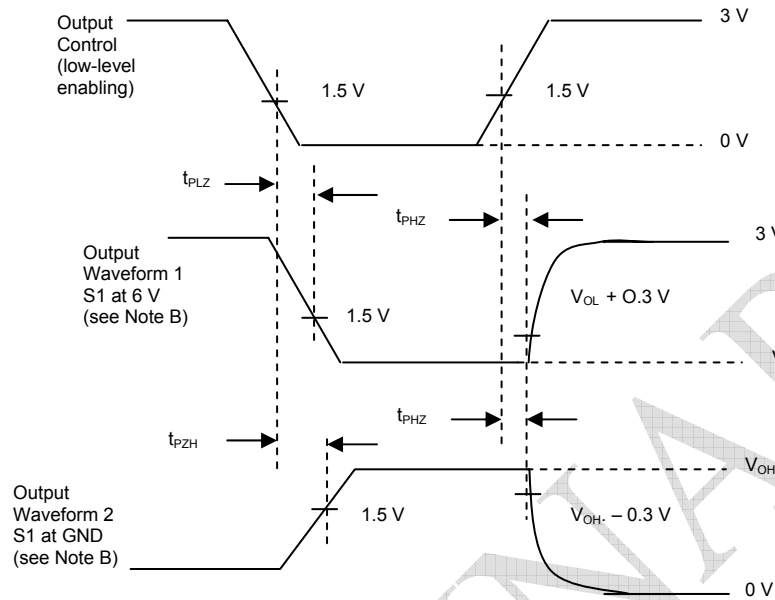 Output
Control
(low-level
enabling)
3 V
1.5 V
1.5 V
0 V
tPLZ
tPHZ
Output
Waveform 1
S1 at 6 V
(see Note B)
3 V
1.5 V
VOL + O.3 V
tPZH
tPHZ
Output
Waveform 2
S1 at GND
(see Note B)
1.5 V
VOH
VOH. – 0.3 V
0 V